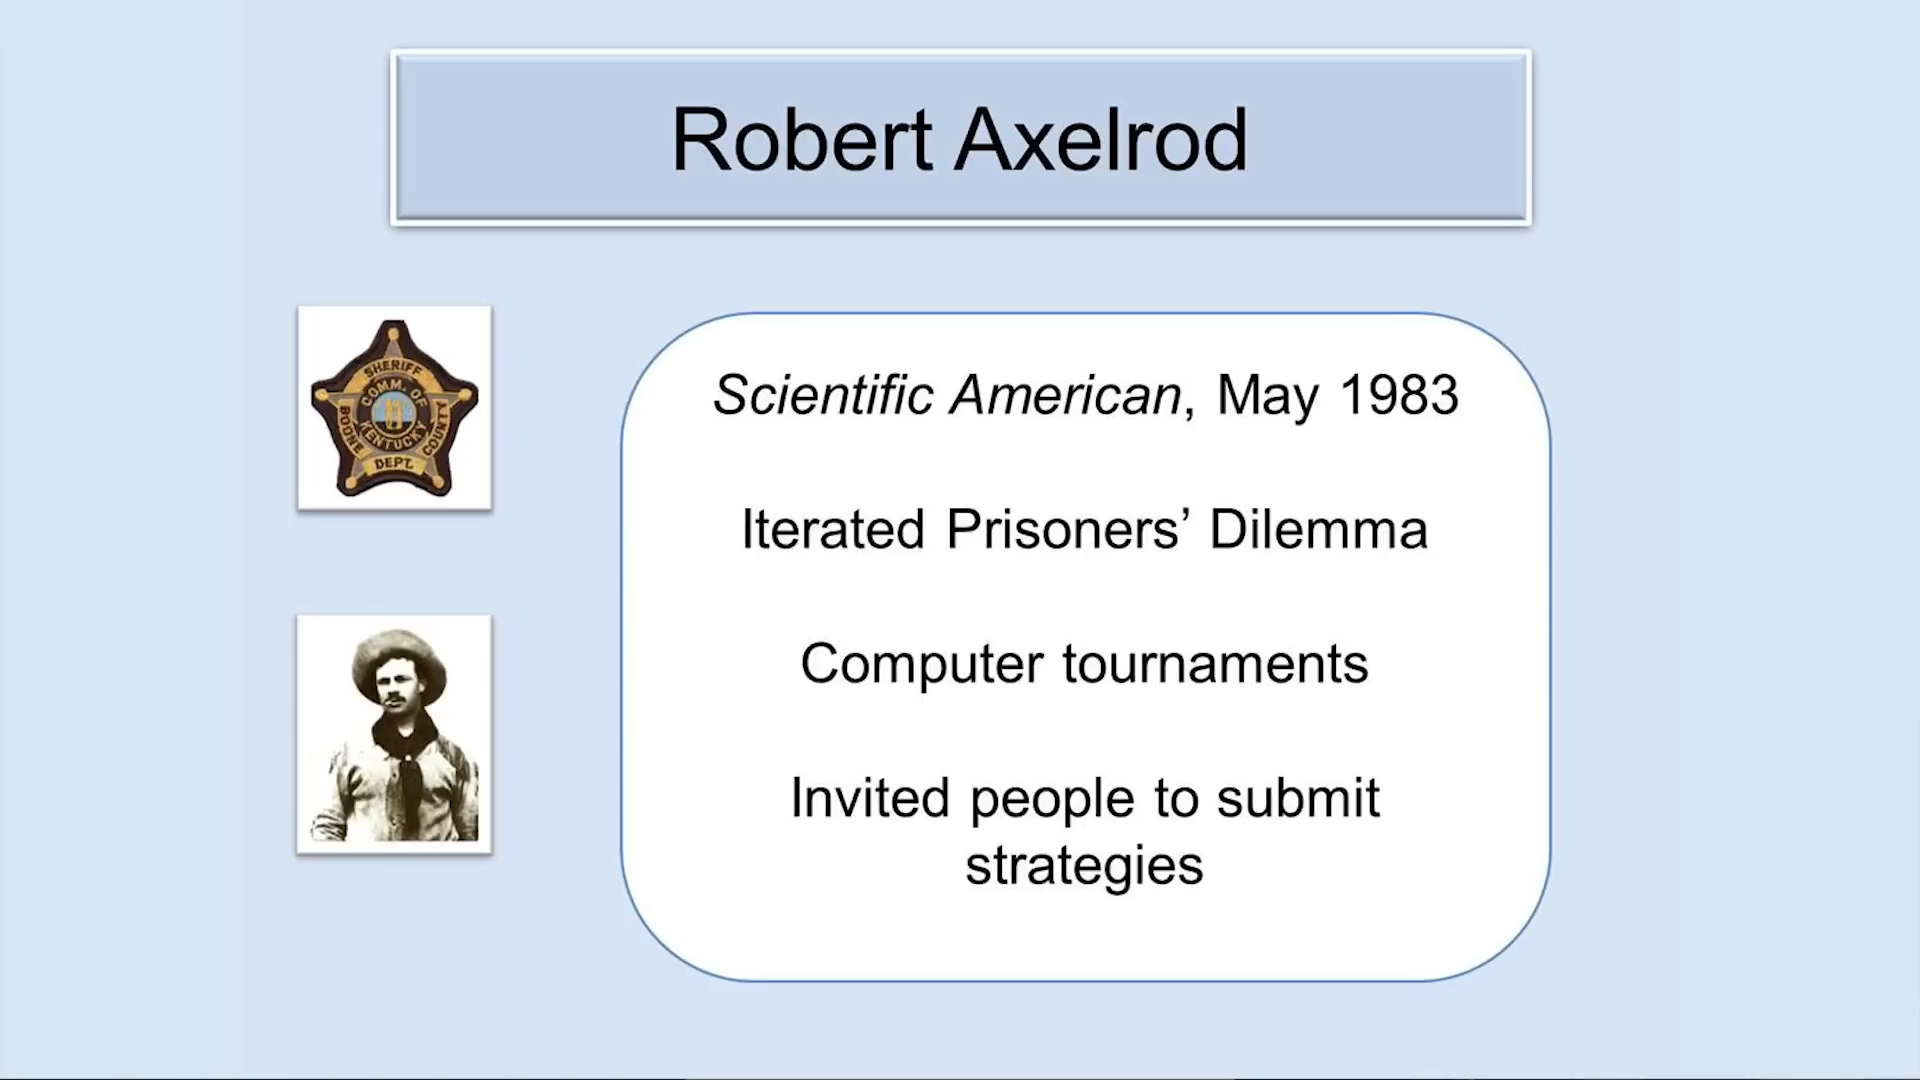 Robert Axelrod
SHERIFF
COMM. OF
KENTUCKY
BOONE
COUNTY
DEPT.
Scientific American, May 1983
Iterated Prisoners’ Dilemma
Computer tournaments
Invited people to submit
strategies